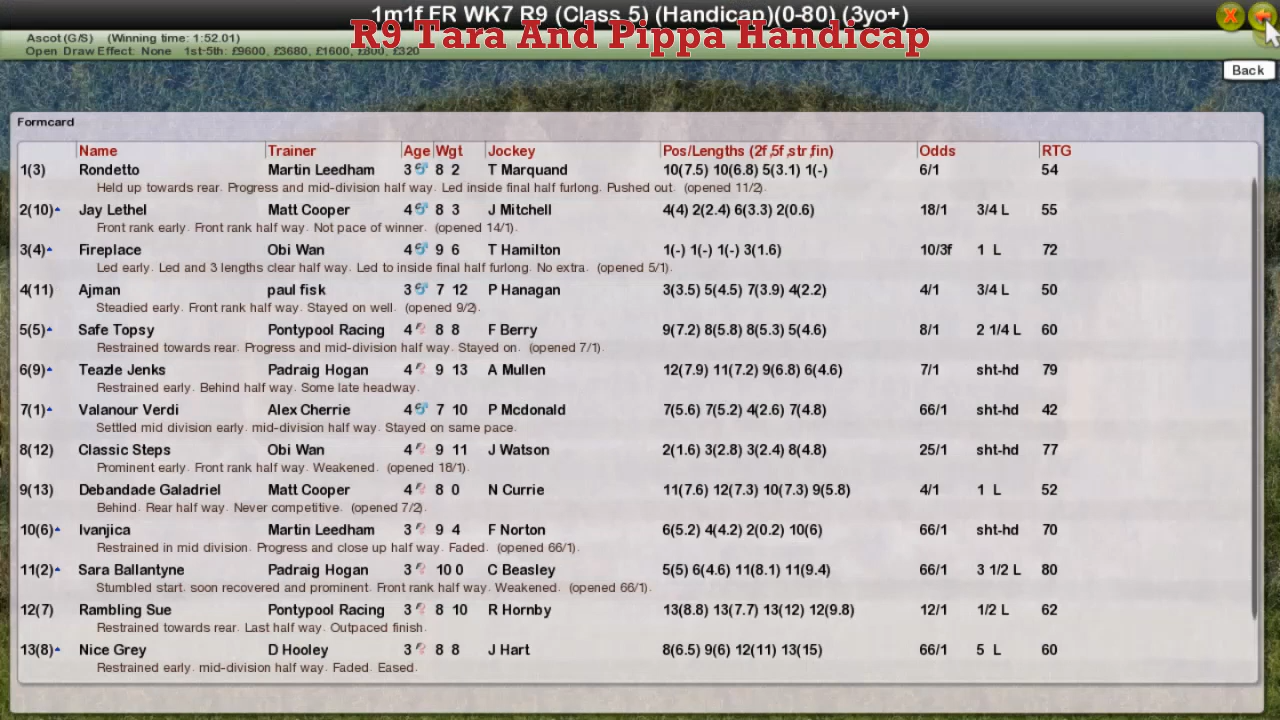 1m1f FR WK7 R9 (Class 5) (Handicap)(0-80) (3yo+)
R9 Tara And Pippa Handicap
Ascot(G/S) (Winning time: 1:52.01)
Open Draw Effect: None 1st-5th: £9600, £3680, £1600, £800, £320
Back
Formcard
Name Trainer Age Wgt Jockey Pos/Lengths (2f,5f,str,fin) Odds RTG
1(3) Rondetto Martin Leedham 3 8 2 T Marquand 10(7.5) 10(6.8) 5(3.1) 1(-) 6/1 54
Held up towards rear. Progress and mid-division half way. Led inside final half furlong. Pushed out. (opened 11/2).
2(10) Jay Lethel Matt Cooper 4 8 3 J Mitchell 4(4) 2(2.4) 6(3.3) 2(0.6) 18/1 3/4 L 55
Front rank early. Front rank half way. Not pace of winner. (opened 14/1).
3(4) Fireplace Obi Wan 4 9 6 T Hamilton 1(-) 1(-) 1(-) 3(1.6) 10/3f 1 L 72
Led early. Led and 3 lengths clear half way. Led to inside final half furlong. No extra. (opened 5/1).
4(11) Ajman paul fisk 3 7 12 P Hanagan 3(3.5) 5(4.5) 7(3.9) 4(2.2) 4/1 3/4 L 50
Steadied early. Front rank half way. Stayed on well. (opened 9/2).
5(5) Safe Topsy Pontypool Racing 4 8 8 F Berry 9(7.2) 8(5.8) 8(5.3) 5(4.6) 8/1 2 1/4 L 60
Restrained towards rear. Progress and mid-division half way. Stayed on. (opened 7/1).
6(9) Teazle Jenks Padraig Hogan 4 9 13 A Mullen 12(7.9) 11(7.2) 9(6.8) 6(4.6) 7/1 sht-hd 79
Restrained early. Behind half way. Some late headway.
7(1) Valanour Verdi Alex Cherrie 4 7 10 P Mcdonald 7(5.6) 7(5.2) 4(2.6) 7(4.8) 66/1 sht-hd 42
Settled mid division early. mid-division half way. Stayed on same pace.
8(12) Classic Steps Obi Wan 4 9 11 J Watson 2(1.6) 3(2.8) 3(2.4) 8(4.8) 25/1 sht-hd 77
Prominent early. Front rank half way. Weakened. (opened 18/1).
9(13) Debandade Galadriel Matt Cooper 4 8 0 N Currie 11(7.6) 12(7.3) 10(7.3) 9(5.8) 4/1 1 L 52
Behind. Rear half way. Never competitive. (opened 7/2).
10(6) Ivanjica Martin Leedham 3 9 4 F Norton 6(5.2) 4(4.2) 2(0.2) 10(6) 66/1 sht-hd 70
Restrained in mid division. Progress and close up half way. Faded. (opened 66/1).
11(2) Sara Ballantyne Padraig Hogan 3 10 0 C Beasley 5(5) 6(4.6) 11(8.1) 11(9.4) 66/1 3 1/2 L 80
Stumbled start, soon recovered and prominent. Front rank half way. Weakened. (opened 66/1).
12(7) Rambling Sue Pontypool Racing 3 8 10 R Hornby 13(8.8) 13(7.7) 13(12) 12(9.8) 12/1 1/2 L 62
Restrained towards rear. Last half way. Outpaced finish.
13(8) Nice Grey D Hooley 3 8 8 J Hart 8(6.5) 9(6) 12(11) 13(15) 66/1 5 L 60
Restrained early. mid-division half way. Faded. Eased.